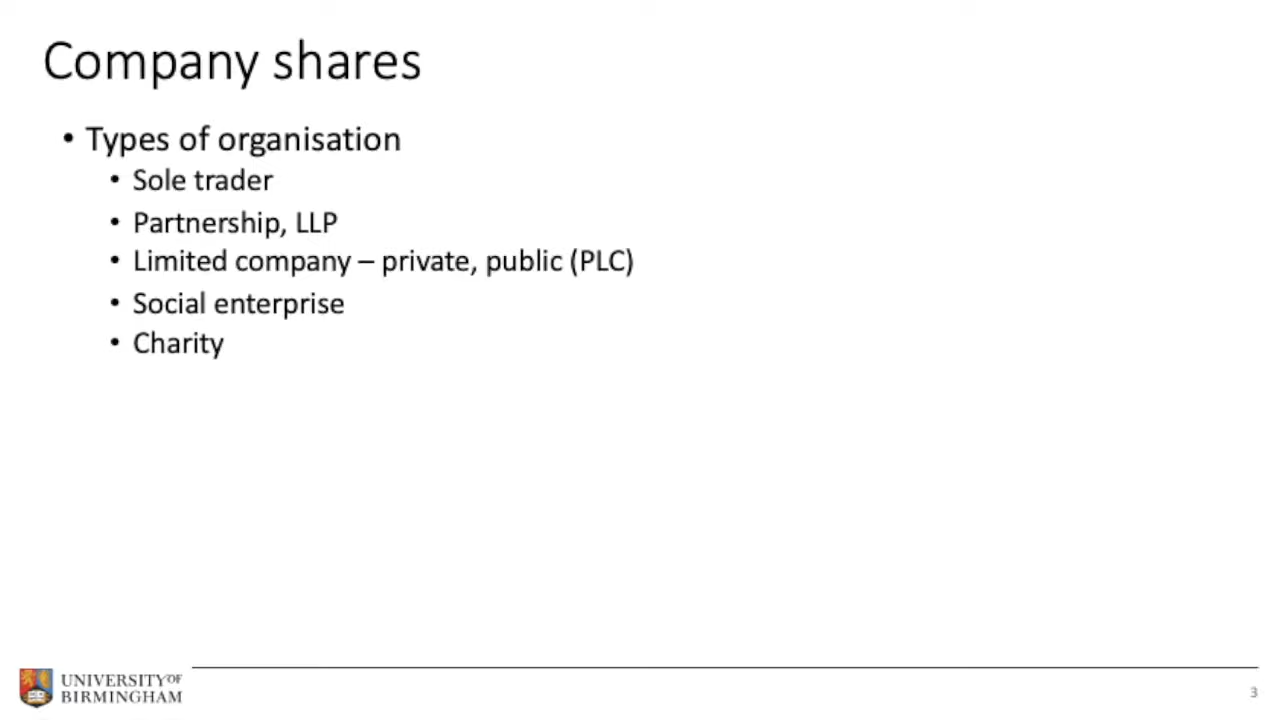 Company shares
• Types of organisation
• Sole trader
• Partnership, LLP
• Limited company – private, public (PLC)
• Social enterprise
• Charity
UNIVERSITY OF
BIRMINGHAM
3